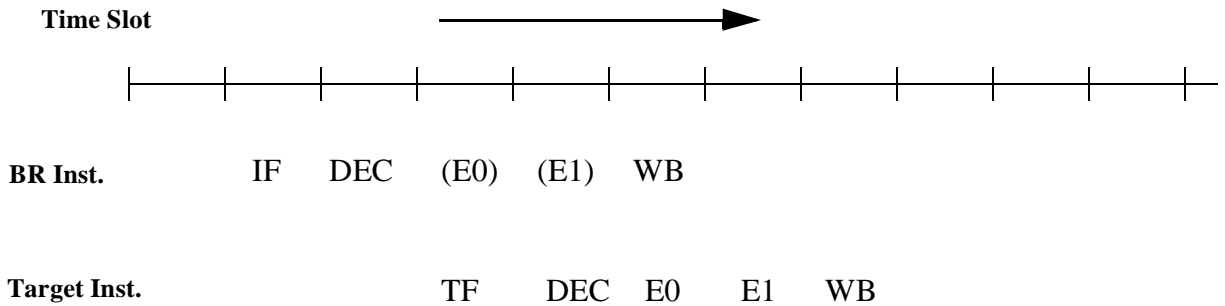 Time Slot
BR Inst. IF DEC (E0) (E1) WB
Target Inst. TF DEC E0 E1 WB